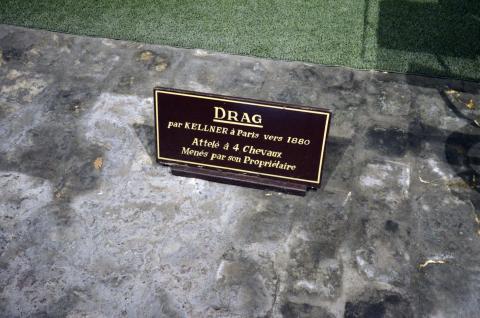 DRAG
par KELLNER à Paris vers 1880
Attelé à 4 Chevaux
Menés par son Propriétaire